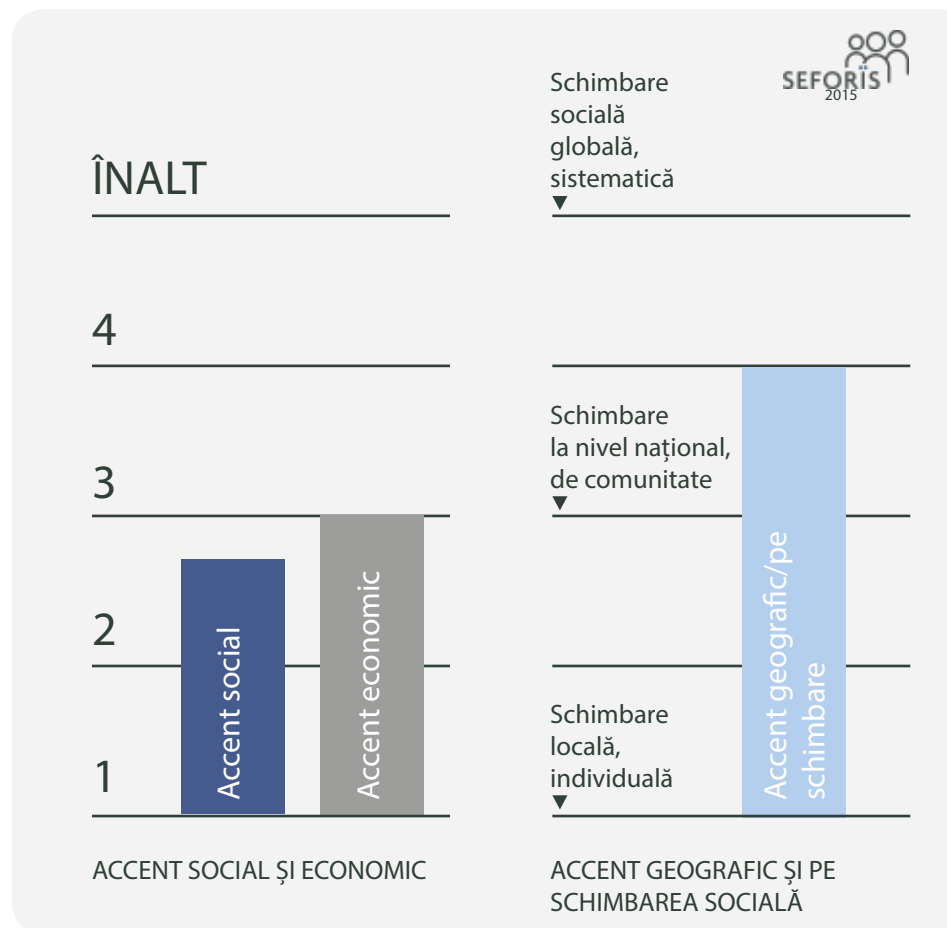 SEFORÏS
2015
ÎNALT
4
3
2
1
Accent social
Accent economic
ACCENT SOCIAL ȘI ECONOMIC
Schimbare
socială
globală,
sistematică
Schimbare
la nivel național,
de comunitate
Schimbare
locală,
individuală
Accent geografic/pe
schimbare
ACCENT GEOGRAFIC ȘI PE
SCHIMBAREA SOCIALĂ